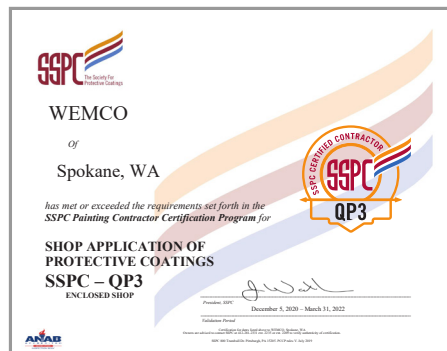 SSPC
The Society For
Protective Coatings
WEMCO
Of
Spokane, WA
has met or exceeded the requirements set forth in the
SSPC Painting Contractor Certification Program for
SHOP APPLICATION OF
PROTECTIVE COATINGS
SSPC – QP3
ENCLOSED SHOP
SSPC CERTIFIED CONTRACTOR
SSPC
QP3
President, SSPC
December 5, 2020 – March 31, 2022
Validation Period
ANAB